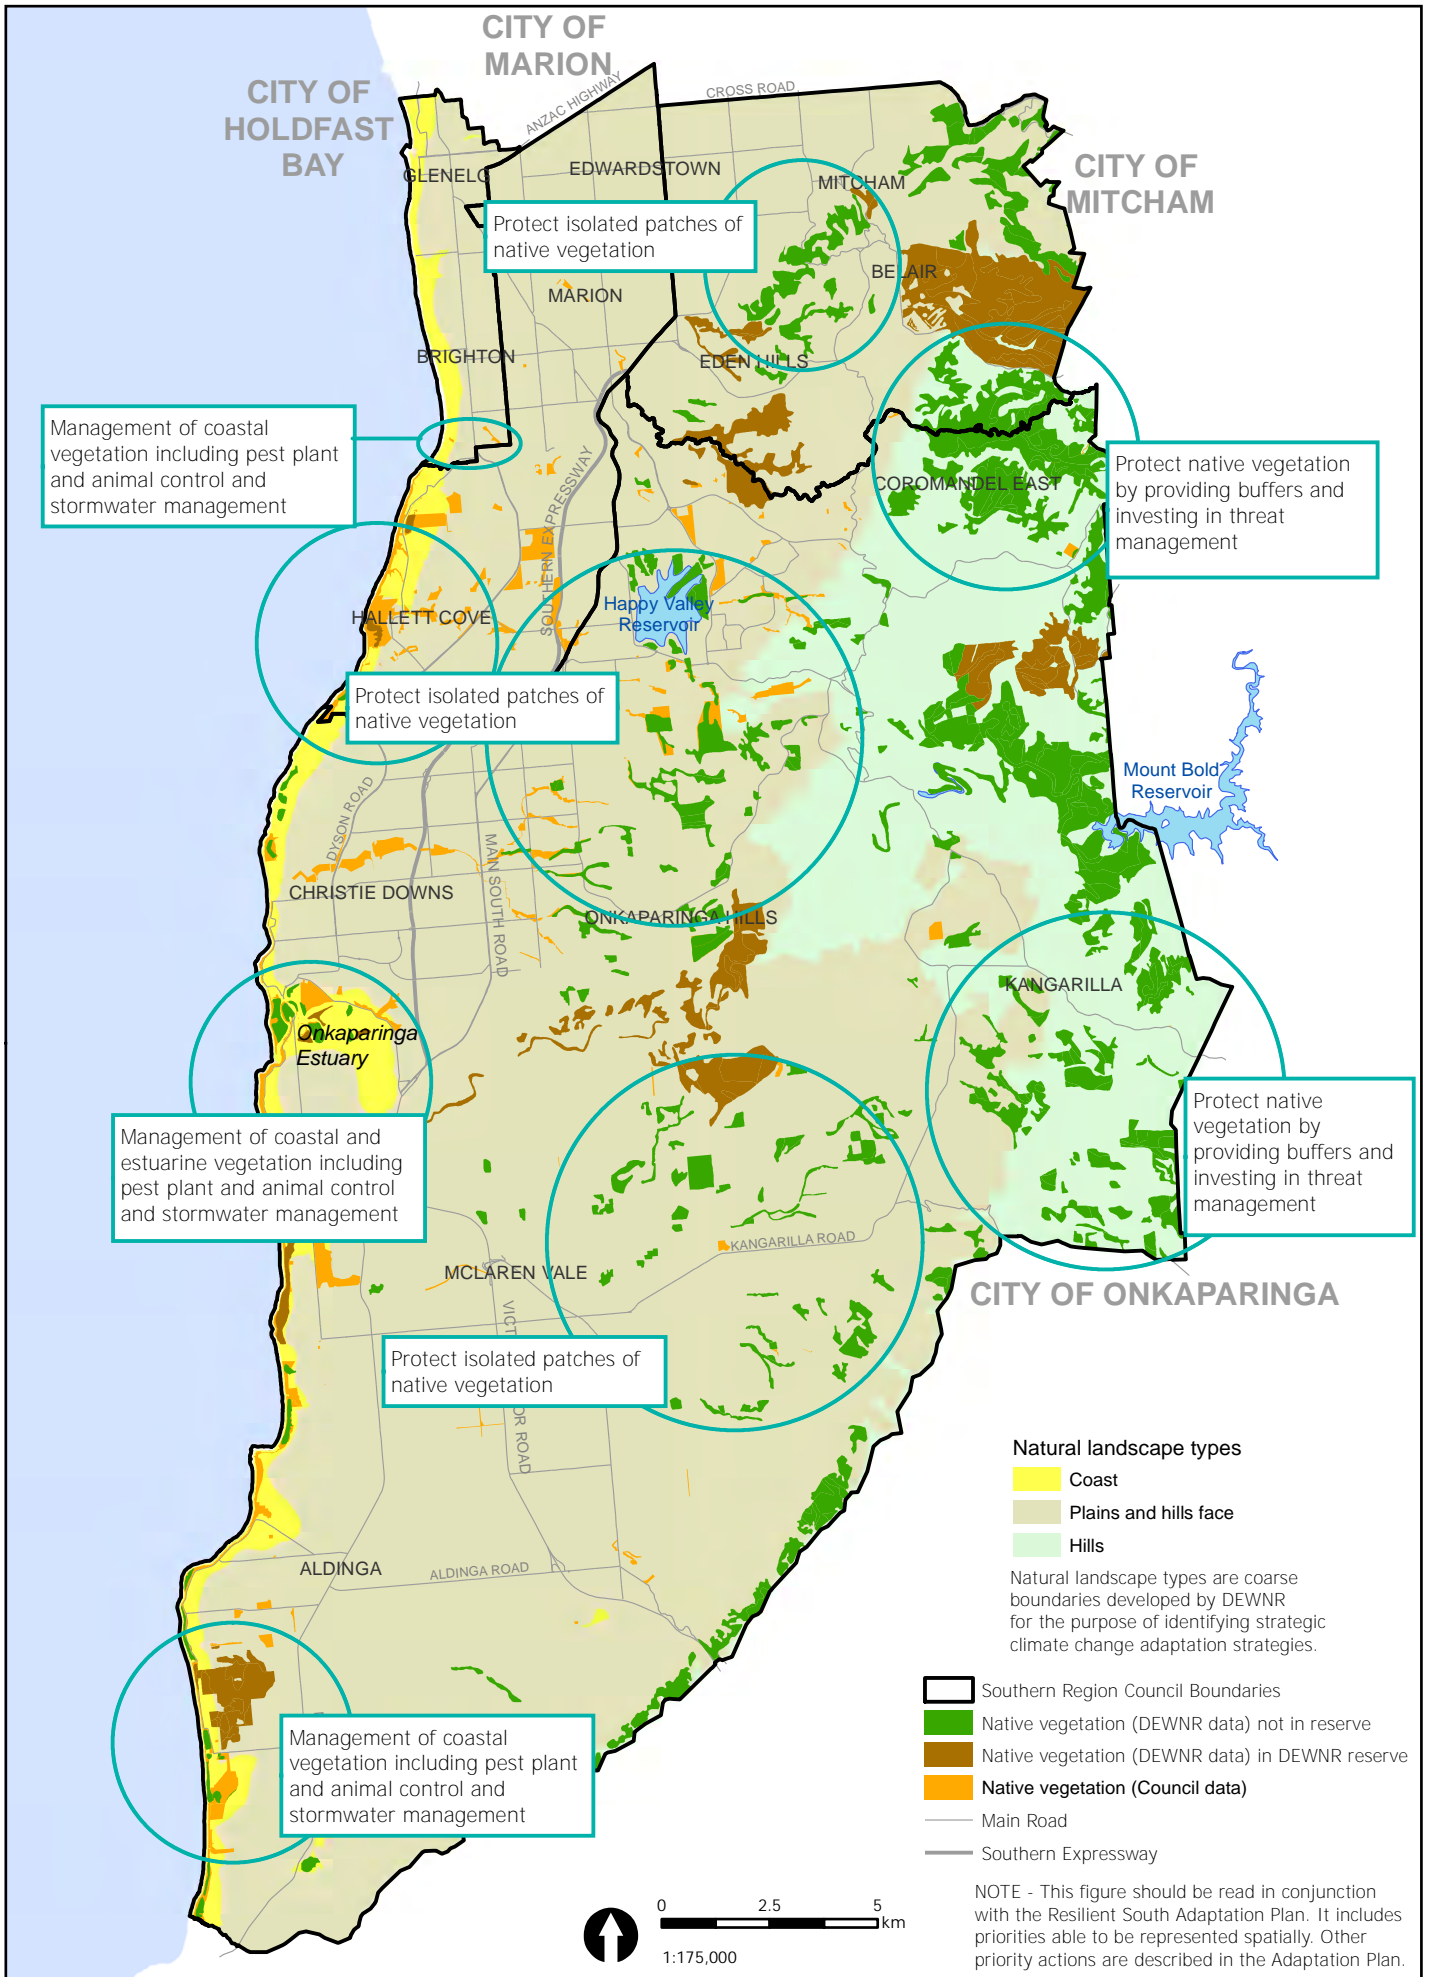 CITY OF
MARION
CITY OF
HOLDFAST
BAY
ANZAC HIGHWAY
CROSS ROAD
CITY OF
MITCHAM
GLENELG
EDWARDSTOWN
MITCHAM
Protect isolated patches of
native vegetation
BELAIR
MARION
BRIGHTON
EDEN HILLS
Management of coastal
vegetation including pest plant
and animal control and
stormwater management
SOUTHERN EXPRESSWAY
COROMANDEL EAST
Protect native vegetation
by providing buffers and
investing in threat
management
HALLETT COVE
Happy Valley
Reservoir
Protect isolated patches of
native vegetation
Mount Bold
Reservoir
DYSON ROAD
MAIN SOUTH ROAD
CHRISTIE DOWNS
ONKAPARINGA HILLS
KANGARILLA
Onkaparinga
Estuary
Management of coastal and
estuarine vegetation including
pest plant and animal control
and stormwater management
Protect native
vegetation by
providing buffers and
investing in threat
management
KANGARILLA ROAD
MCLAREN VALE
CITY OF ONKAPARINGA
VICT
OR ROAD
Protect isolated patches of
native vegetation
ALDINGA
ALDINGA ROAD
Management of coastal
vegetation including pest plant
and animal control and
stormwater management
Natural landscape types
Coast
Plains and hills face
Hills
Natural landscape types are coarse
boundaries developed by DEWNR
for the purpose of identifying strategic
climate change adaptation strategies.
Southern Region Council Boundaries
Native vegetation (DEWNR data) not in reserve
Native vegetation (DEWNR data) in DEWNR reserve
Native vegetation (Council data)
Main Road
Southern Expressway
NOTE - This figure should be read in conjunction
with the Resilient South Adaptation Plan. It includes
priorities able to be represented spatially. Other
priority actions are described in the Adaptation Plan.
0 2.5 5
km
1:175,000